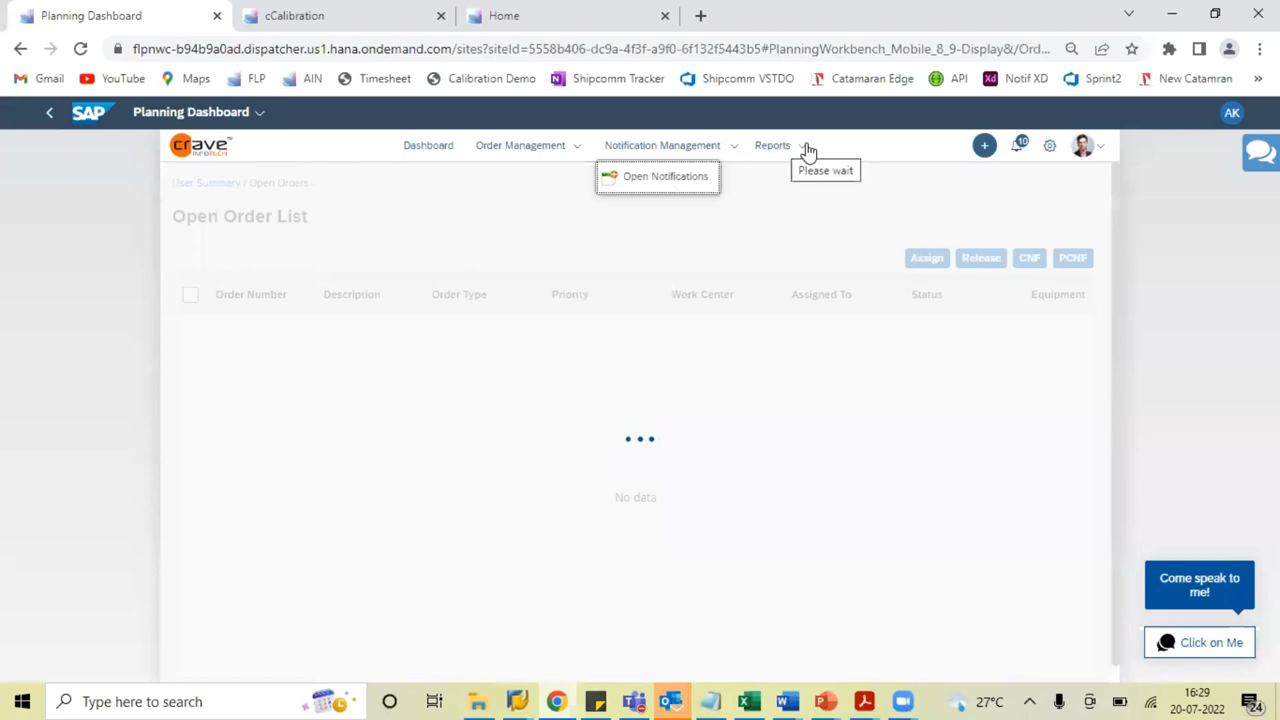 Planning Dashboard
cCalibration
Home
flpnwc-b94b9a0ad.dispatcher.us1.hana.ondemand.com/sites?siteId=5558b406-dc9a-4f3f-a9f0-6f132f5443b5#PlanningWorkbench_Mobile_8_9-Display&/Or...
Gmail YouTube Maps FLP AIN Timesheet Calibration Demo Shipcomm Tracker Shipcomm VSTDO Catamaran Edge API Notif XD Sprint2 New Catamran »
SAP Planning Dashboard AK
crave INFOTECH Dashboard Order Management Notification Management Reports 10
Open Notifications Please wait
User Summary / Open Orders
Open Order List
Assign Release CNF PCNF
Order Number Description Order Type Priority Work Center Assigned To Status Equipment
No data
Come speak to
me!
Click on Me
Type here to search
27°C
16:29
20-07-2022
24